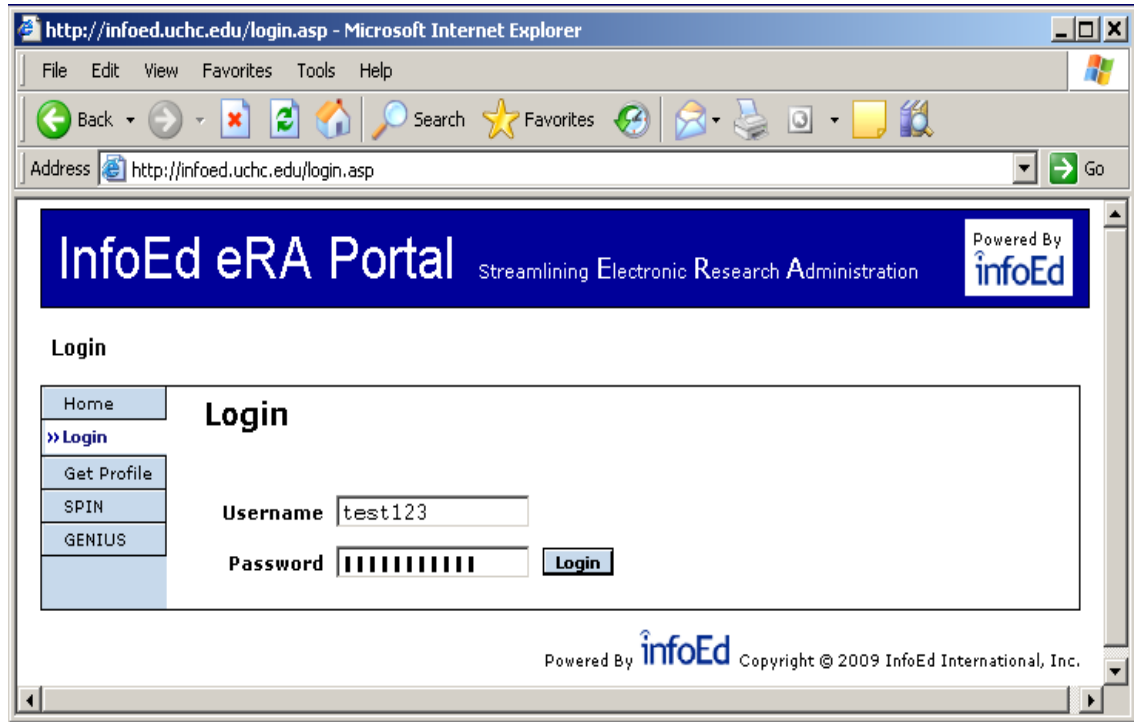 http://infoed.uchc.edu/login.asp - Microsoft Internet Explorer
File Edit View Favorites Tools Help
Back Search Favorites
Address http://infoed.uchc.edu/login.asp Go
InfoEd eRA Portal Streamlining Electronic Research Administration
Powered By
infoEd
Login
Home
» Login
Get Profile
SPIN
GENIUS
Login
Username test123
Password Login
Powered By infoEd Copyright © 2009 InfoEd International, Inc.